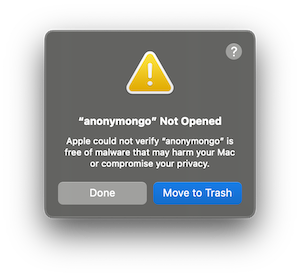 ?
“anonymongo” Not Opened
Apple could not verify “anonymongo” is
free of malware that may harm your Mac
or compromise your privacy.
Done Move to Trash